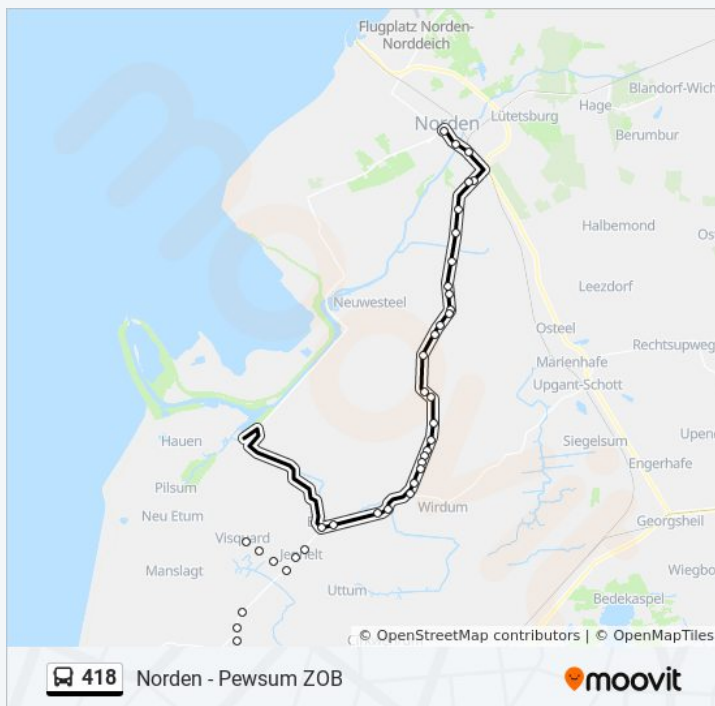 Flugplatz Norden-
Norddeich
Blandorf-Wich
Hage
Lütetsburg
Norden
Berumbur
Halbemond
Ost
Leezdorf
Neuwesteel
Osteel
Rechtsupweg
Marienhafe
Upgant-Schott
'Hauen
Siegelsum
Upend
Engerhafe
Pilsum
Wirdum
Neu Etum
Georgsheil
Visquard
Jennelt
Manslagt
Wiegbo
Uttum
Bedekaspel
© OpenStreetMap contributors | © OpenMapTiles
418 Norden - Pewsum ZOB
moovit